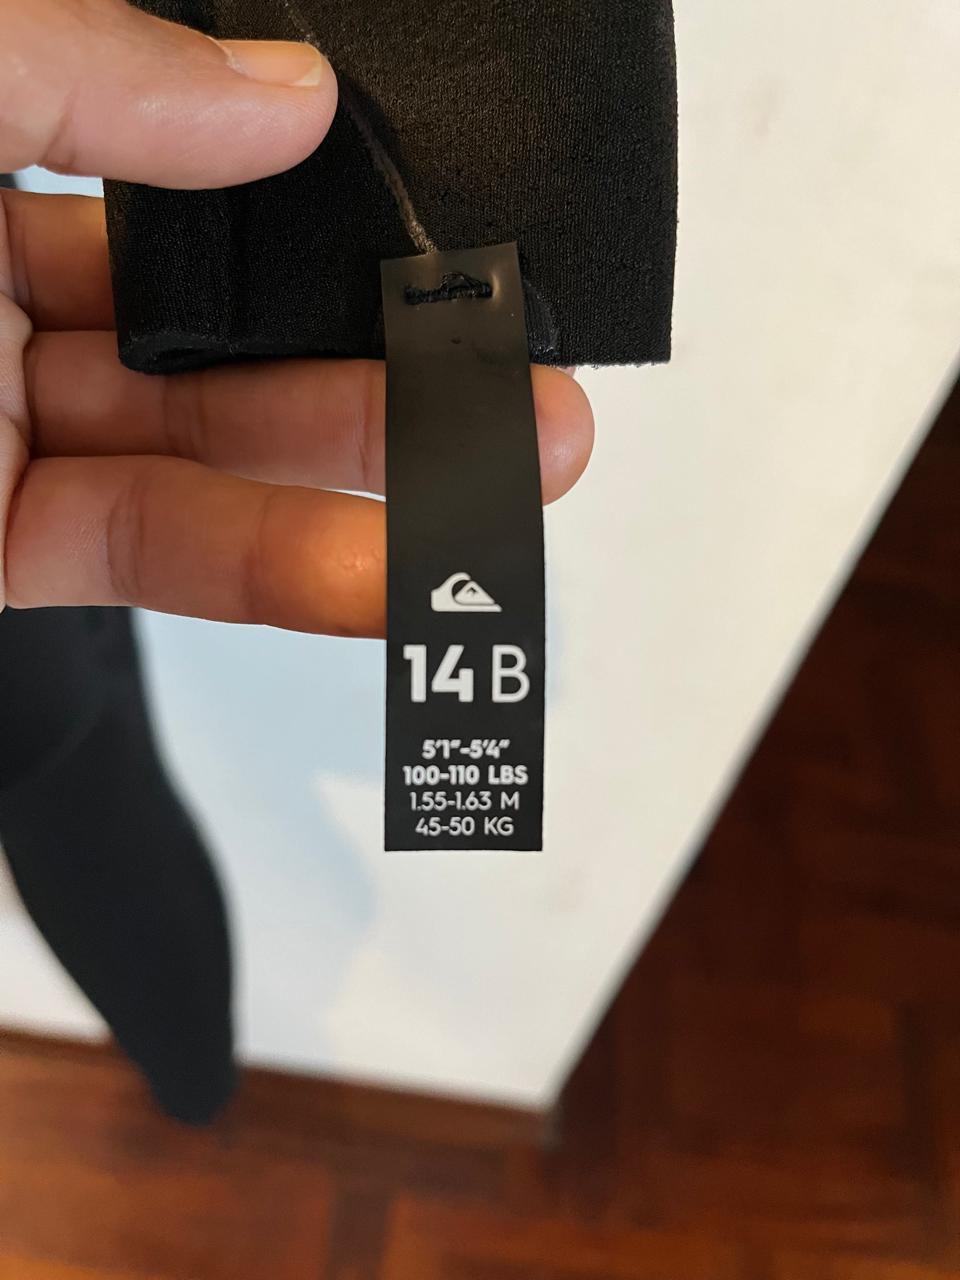 14 B
5'1"-5'4"
100-110 LBS
1.55-1.63 M
45-50 KG